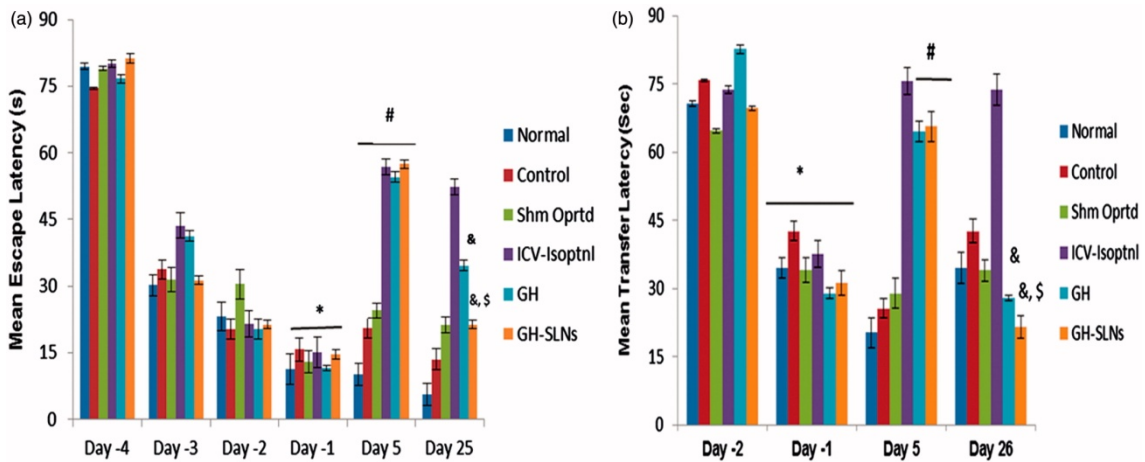 (a)
90
75
60
45
30
15
0
Mean Escape Latency (s)
#
*
&
&, $
Day -4 Day -3 Day -2 Day -1 Day 5 Day 25
Normal
Control
Shm Oprtd
ICV-Isoptnl
GH
GH-SLNs
(b)
90
75
60
45
30
15
0
Mean Transfer Latercy (Sec)
*
#
&
&, $
Day -2 Day -1 Day 5 Day 26
Normal
Control
Shm Oprtd
ICV-Isoptnl
GH
GH-SLNs